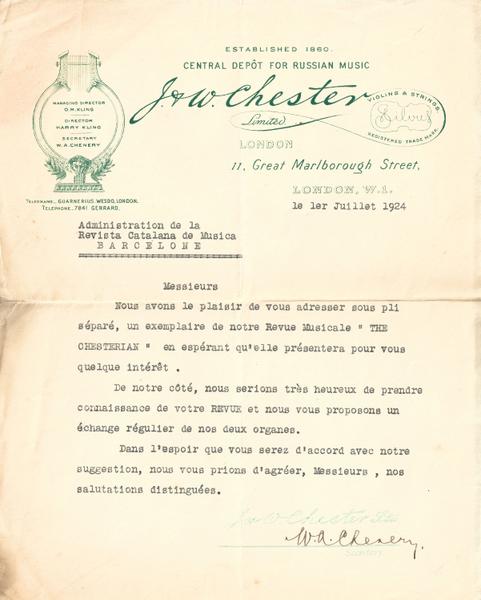 ESTABLISHED 1860.
CENTRAL DEPÔT FOR RUSSIAN MUSIC
J. & W. Chester
Limited.
VIOLINS & STRINGS.
REGISTERED TRADE MARK.
MANAGING DIRECTOR
O.M. KLING
DIRECTOR
HARRY KLING
SECRETARY
W.A. CHENERY
LONDON
11, Great Marlborough Street,
LONDON, W.1.
TELEGRAMS_GUARNERIUS, WESDO, LONDON.
TELEPHONE_7841 GERRARD.
le 1er Juillet 1924
Administration de la
Revista Catalana de Musica
BARCELONE
Messieurs
Nous avons le plaisir de vous adresser sous pli
séparé, un exemplaire de notre Revue Musicale " THE
CHESTERIAN " en espérant qu'elle présentera pour vous
quelque intérêt .
De notre côté, nous serions très heureux de prendre
connaissance de votre REVUE et nous vous proposons un
échange régulier de nos deux organes.
Dans l'espoir que vous serez d'accord avec notre
suggestion, nous vous prions d'agréer, Messieurs , nos
salutations distinguées.
J & W Chester Ltd
W.A. Chenery.
Secretary